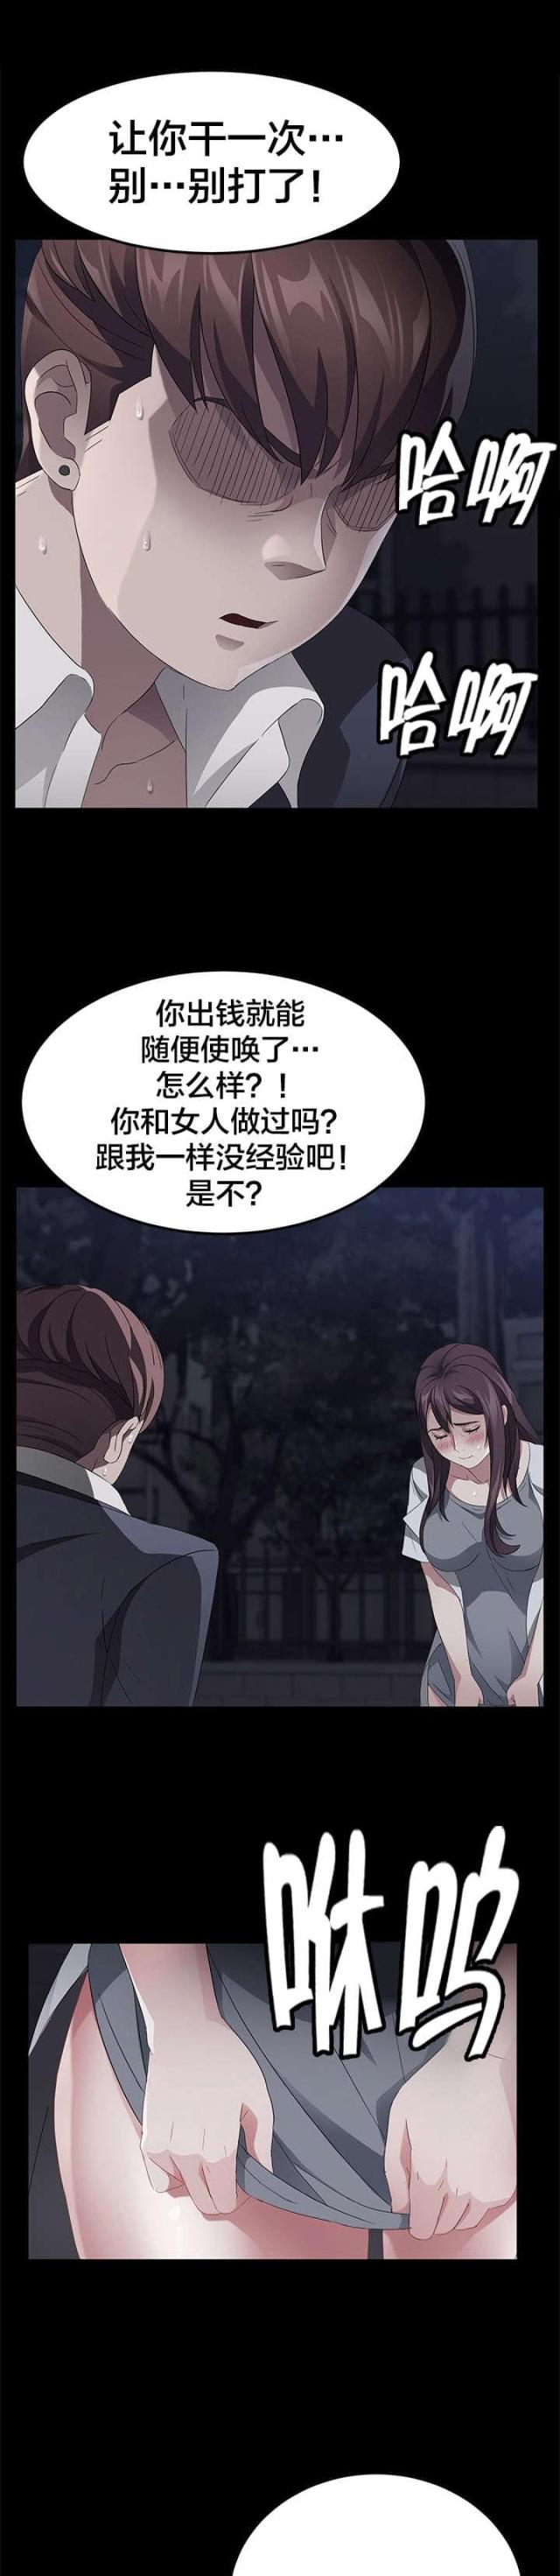 让你干一次…
别…别打了！
哈啊
哈啊
你出钱就能
随便使唤了…
怎么样？！
你和女人做过吗？
跟我一样没经验吧！
是不？
咻呜